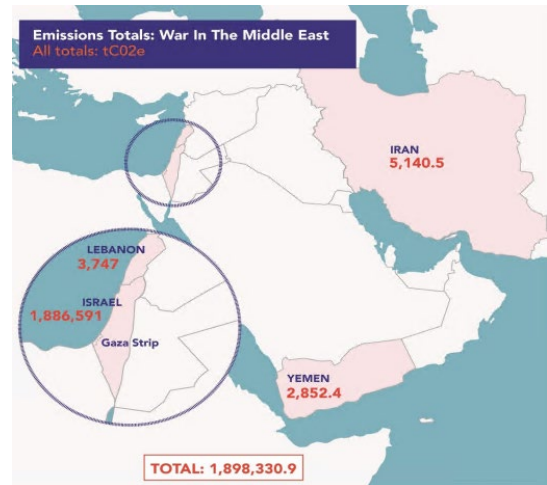 Emissions Totals: War In The Middle East
All totals: tC02e
IRAN
5,140.5
LEBANON
3,747
ISRAEL
1,886,591
Gaza Strip
YEMEN
2,852.4
TOTAL: 1,898,330.9